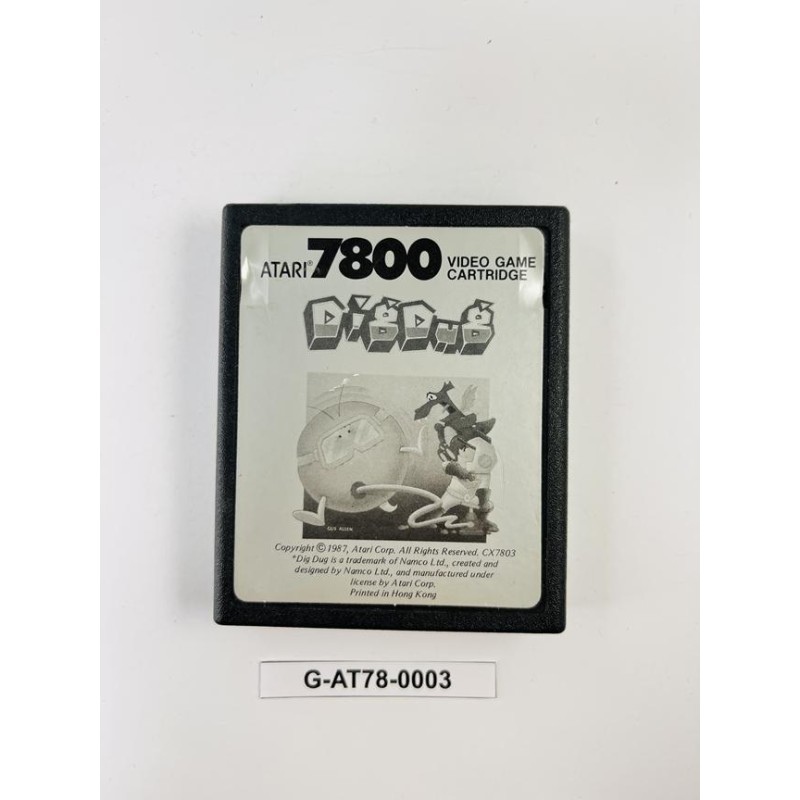 ATARI® 7800 VIDEO GAME CARTRIDGE
Dig Dug
GUS ALLEN
Copyright © 1987, Atari Corp. All Rights Reserved. CX7803
*Dig Dug is a trademark of Namco Ltd., created and
designed by Namco Ltd., and manufactured under
license by Atari Corp.
Printed in Hong Kong
G-AT78-0003